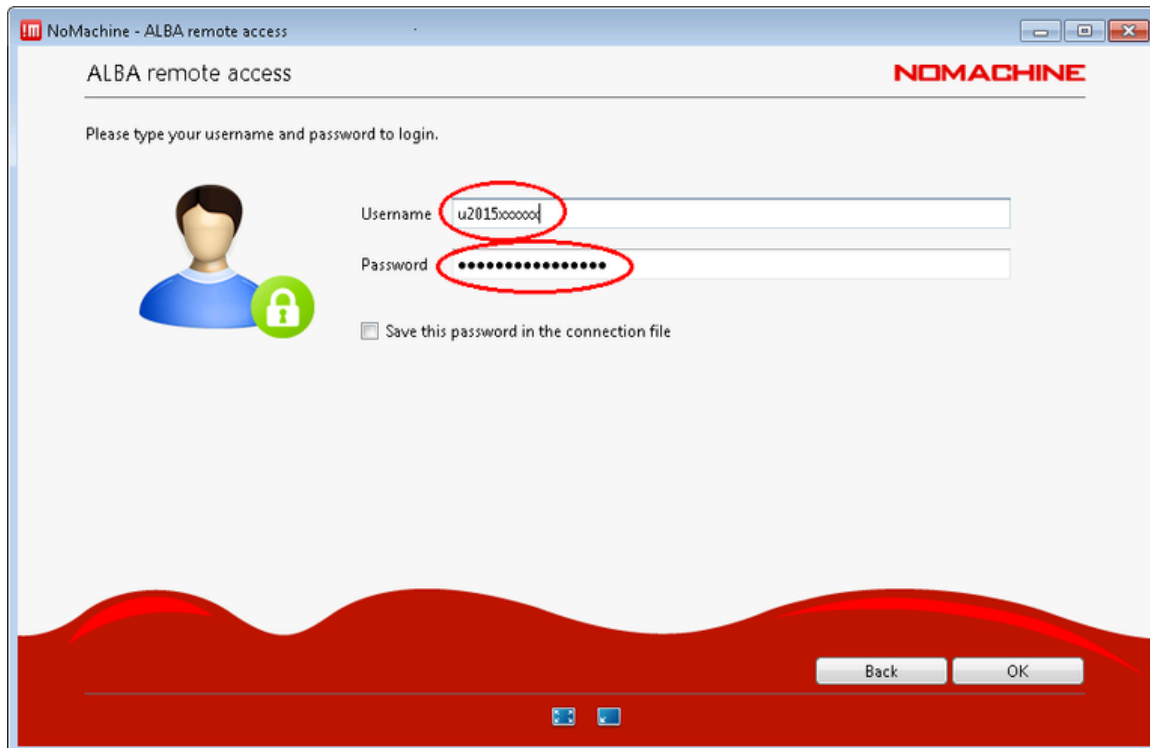 !m NoMachine - ALBA remote access
ALBA remote access NOMACHINE
Please type your username and password to login.
Username u2015xxxxxx
Password ••••••••••••••••
Save this password in the connection file
Back OK